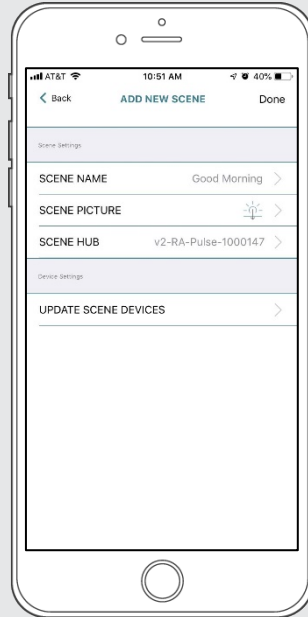 AT&T 10:51 AM 40%
Back ADD NEW SCENE Done
Scene Settings
SCENE NAME Good Morning
SCENE PICTURE
SCENE HUB v2-RA-Pulse-1000147
Device Settings
UPDATE SCENE DEVICES